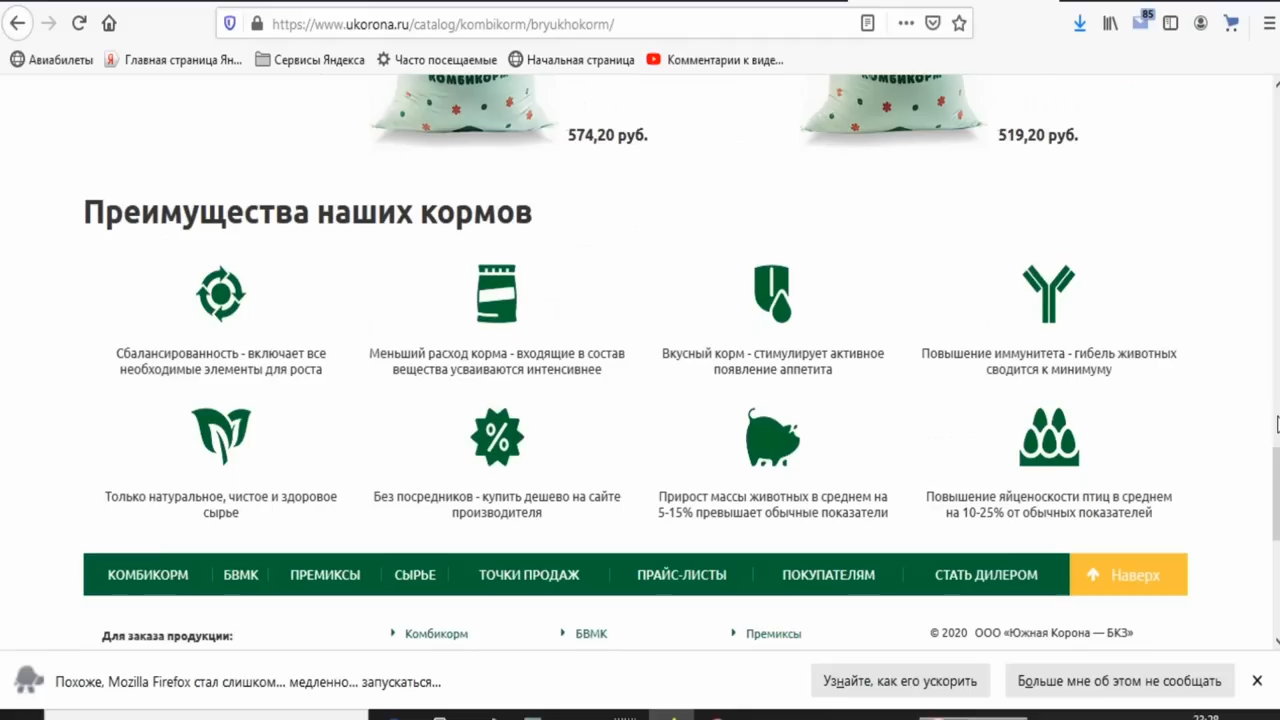 https://www.ukorona.ru/catalog/kombikorm/bryukhokorm/
85
Авиабилеты
Главная страница Ян...
Сервисы Яндекса
Часто посещаемые
Начальная страница
Комментарии к виде...
КОМБИКОРМ
КОМБИКОРМ
574,20 руб.
519,20 руб.
Преимущества наших кормов
Сбалансированность - включает все
необходимые элементы для роста
Меньший расход корма - входящие в состав
вещества усваиваются интенсивнее
Вкусный корм - стимулирует активное
появление аппетита
Повышение иммунитета - гибель животных
сводится к минимуму
%
Только натуральное, чистое и здоровое
сырье
Без посредников - купить дешево на сайте
производителя
Прирост массы животных в среднем на
5-15% превышает обычные показатели
Повышение яйценоскости птиц в среднем
на 10-25% от обычных показателей
КОМБИКОРМ
БВМК
ПРЕМИКСЫ
СЫРЬЕ
ТОЧКИ ПРОДАЖ
ПРАЙС-ЛИСТЫ
ПОКУПАТЕЛЯМ
СТАТЬ ДИЛЕРОМ
Наверх
Для заказа продукции:
Комбикорм
БВМК
Премиксы
© 2020 ООО «Южная Корона — БКЗ»
Похоже, Mozilla Firefox стал слишком... медленно... запускаться...
Узнайте, как его ускорить
Больше мне об этом не сообщать